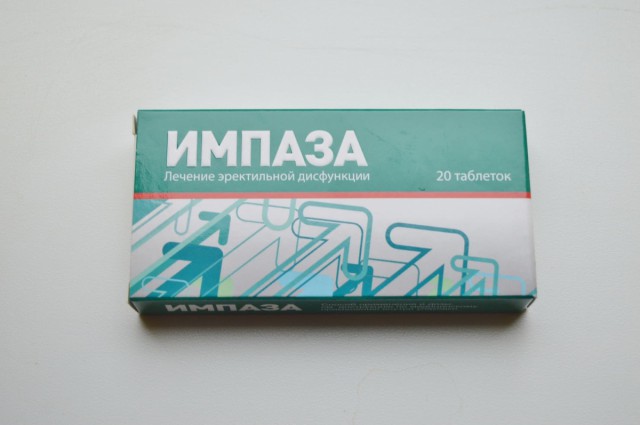 ИМПАЗА
Лечение эректильной дисфункции
20 таблеток
ИМПАЗА